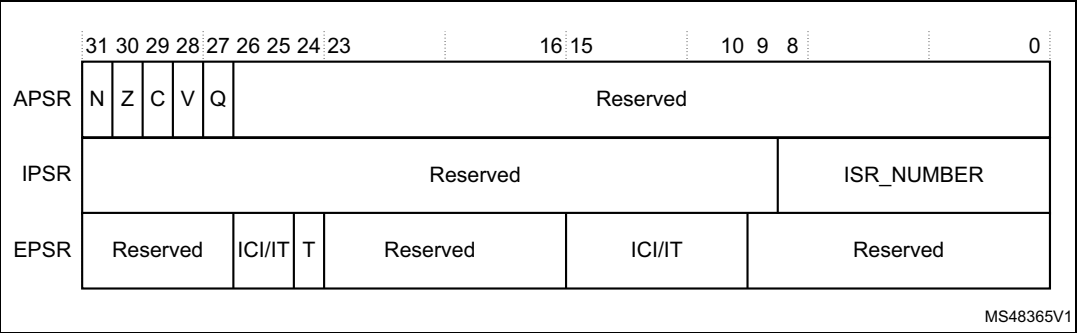 31 30 29 28 27 26 25 24 23 16 15 10 9 8 0
APSR N Z C V Q Reserved
IPSR Reserved ISR_NUMBER
EPSR Reserved ICI/IT T Reserved ICI/IT Reserved
MS48365V1